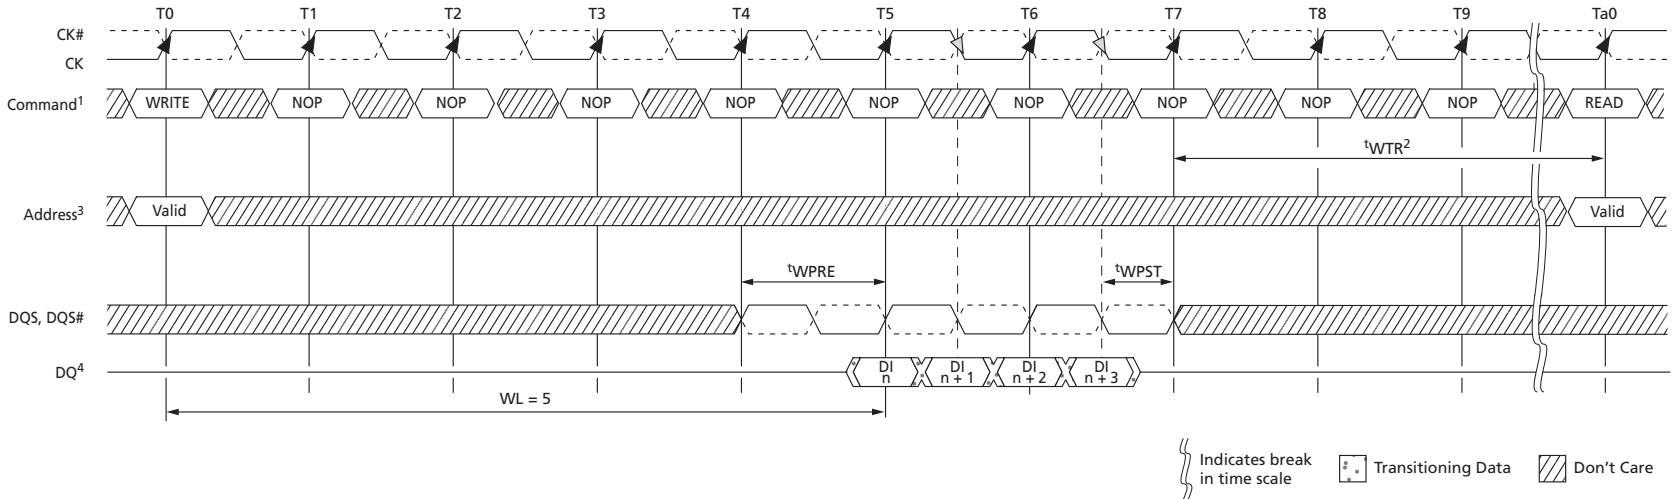 T0 T1 T2 T3 T4 T5 T6 T7 T8 T9 Ta0
CK#
CK
Command1 WRITE NOP NOP NOP NOP NOP NOP NOP NOP NOP READ
tWTR2
Address3 Valid Valid
tWPRE tWPST
DQS, DQS#
DQ4 DI n DI n + 1 DI n + 2 DI n + 3
WL = 5
Indicates break
in time scale
Transitioning Data
Don't Care